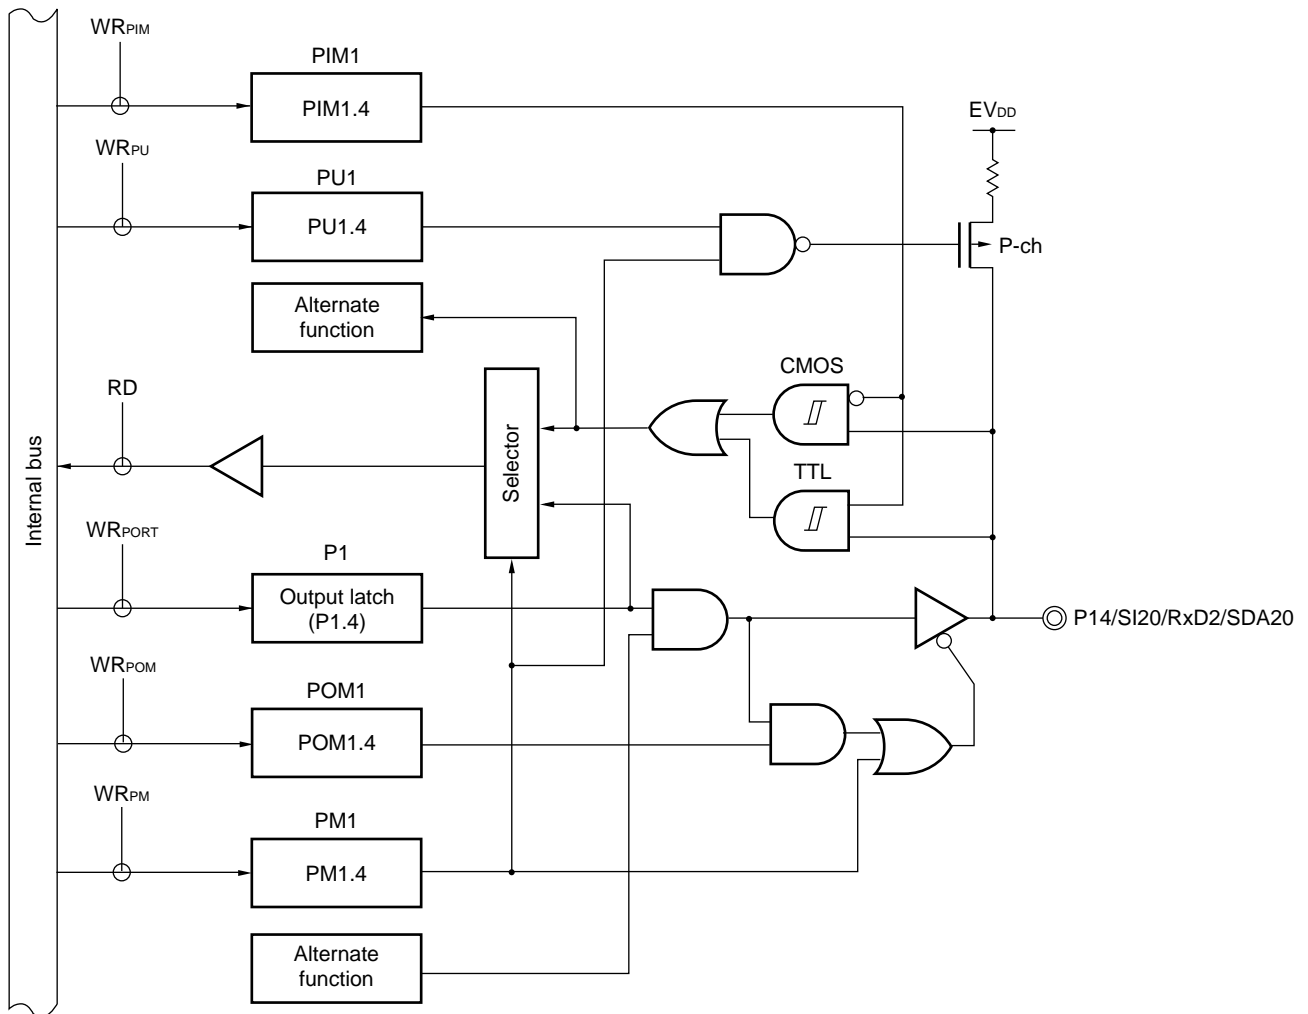 WRPIM
PIM1
PIM1.4
EVDD
WRPU
PU1
PU1.4
P-ch
Alternate
function
CMOS
RD
Selector
TTL
Internal bus
WRPORT
P1
Output latch
(P1.4)
P14/SI20/RxD2/SDA20
WRPOM
POM1
POM1.4
WRPM
PM1
PM1.4
Alternate
function